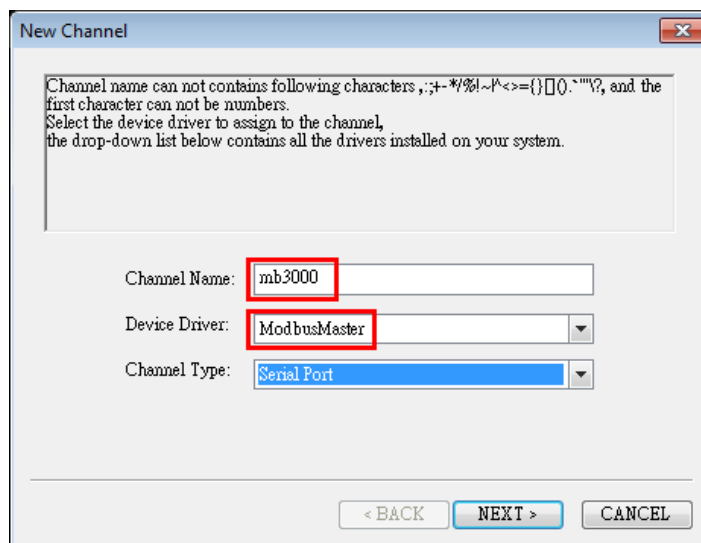 New Channel
Channel name can not contains following characters ,:;+-*/%!~|^<>={}[]().`'"\?, and the
first character can not be numbers.
Select the device driver to assign to the channel,
the drop-down list below contains all the drivers installed on your system.
Channel Name: mb3000
Device Driver: ModbusMaster
Channel Type: Serial Port
< BACK NEXT > CANCEL